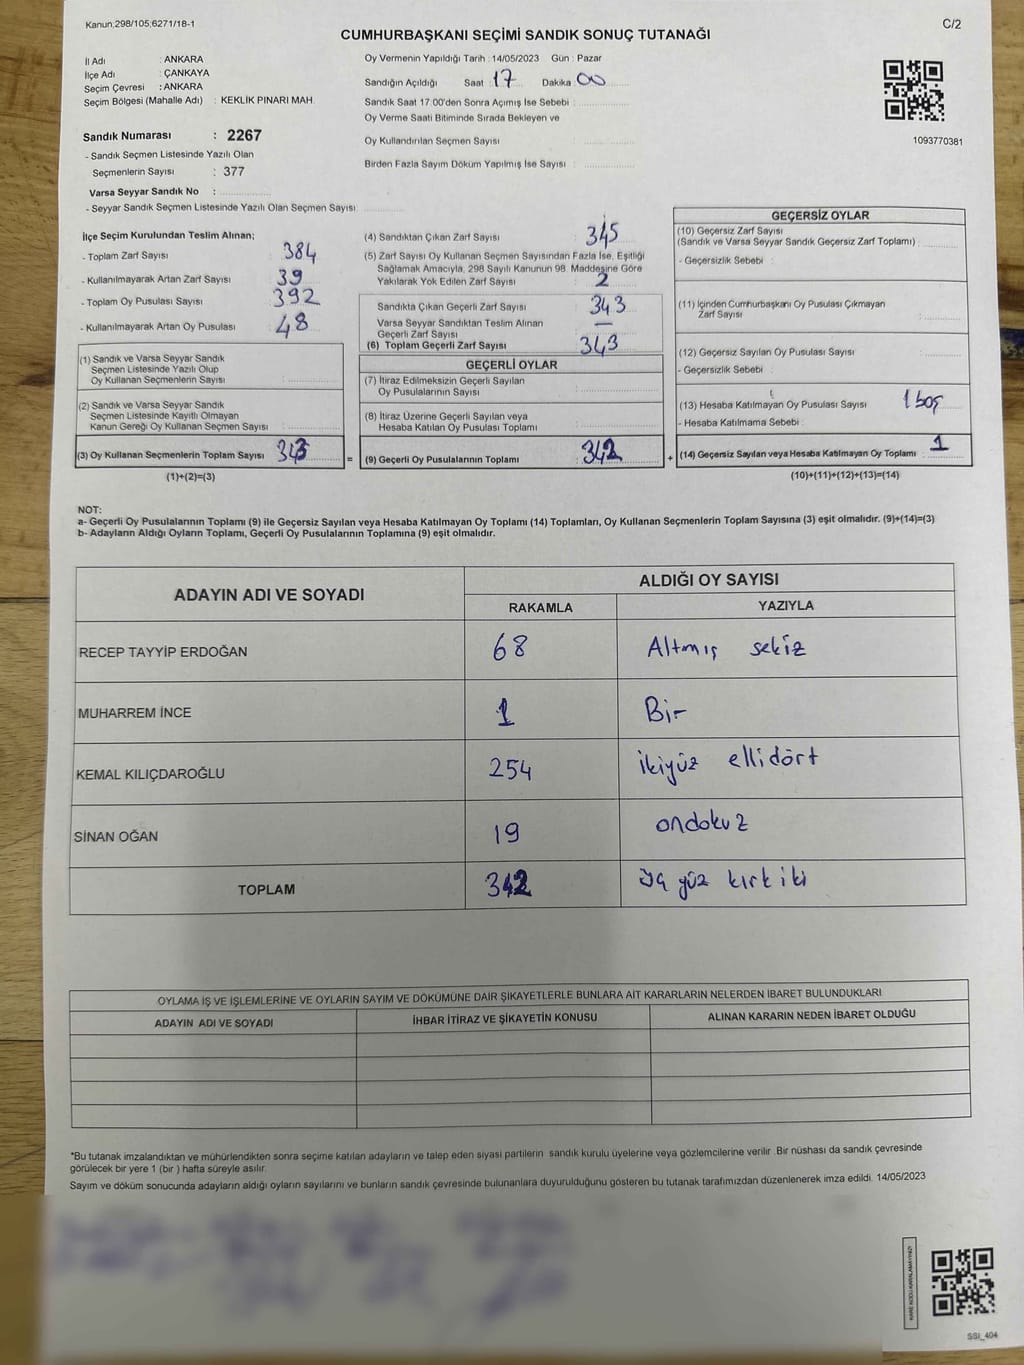 Kanun,298/105;6271/18-1
C/2
CUMHURBAŞKANI SEÇİMİ SANDIK SONUÇ TUTANAĞI
İl Adı : ANKARA
İlçe Adı : ÇANKAYA
Seçim Çevresi : ANKARA
Seçim Bölgesi (Mahalle Adı) : KEKLİK PINARI MAH.
Sandık Numarası : 2267
- Sandık Seçmen Listesinde Yazılı Olan
Seçmenlerin Sayısı : 377
Varsa Seyyar Sandık No :
- Seyyar Sandık Seçmen Listesinde Yazılı Olan Seçmen Sayısı:
Oy Vermenin Yapıldığı Tarih : 14/05/2023 Gün : Pazar
Sandığın Açıldığı Saat : 17 Dakika : 00
Sandık Saat 17.00'den Sonra Açımış İse Sebebi :
Oy Verme Saati Bitiminde Sırada Bekleyen ve
Oy Kullandırılan Seçmen Sayısı :
Birden Fazla Sayım Döküm Yapılmış İse Sayısı :
1093770381
İlçe Seçim Kurulundan Teslim Alınan;
- Toplam Zarf Sayısı : 384
- Kullanılmayarak Artan Zarf Sayısı : 39
- Toplam Oy Pusulası Sayısı : 392
- Kullanılmayarak Artan Oy Pusulası : 48
(1) Sandık ve Varsa Seyyar Sandık
Seçmen Listesinde Yazılı Olup
Oy Kullanan Seçmenlerin Sayısı :
(2) Sandık ve Varsa Seyyar Sandık
Seçmen Listesinde Kayıtlı Olmayan
Kanun Gereği Oy Kullanan Seçmen Sayısı :
(3) Oy Kullanan Seçmenlerin Toplam Sayısı : 343
(1)+(2)=(3)
=
(4) Sandıktan Çıkan Zarf Sayısı : 345
(5) Zarf Sayısı Oy Kullanan Seçmen Sayısından Fazla İse, Eşitliği
Sağlamak Amacıyla, 298 Sayılı Kanunun 98. Maddesine Göre
Yakılarak Yok Edilen Zarf Sayısı : 2
Sandıkta Çıkan Geçerli Zarf Sayısı : 343
Varsa Seyyar Sandıktan Teslim Alınan
Geçerli Zarf Sayısı : —
(6) Toplam Geçerli Zarf Sayısı : 343
GEÇERLİ OYLAR
(7) İtiraz Edilmeksizin Geçerli Sayılan
Oy Pusulalarının Sayısı :
(8) İtiraz Üzerine Geçerli Sayılan veya
Hesaba Katılan Oy Pusulası Toplamı :
(9) Geçerli Oy Pusulalarının Toplamı : 342
+
GEÇERSİZ OYLAR
(10) Geçersiz Zarf Sayısı
(Sandık ve Varsa Seyyar Sandık Geçersiz Zarf Toplamı) :
- Geçersizlik Sebebi :
(11) İçinden Cumhurbaşkanı Oy Pusulası Çıkmayan
Zarf Sayısı :
(12) Geçersiz Sayılan Oy Pusulası Sayısı :
- Geçersizlik Sebebi :
(13) Hesaba Katılmayan Oy Pusulası Sayısı : 1 boş
- Hesaba Katılmama Sebebi :
(14) Geçersiz Sayılan veya Hesaba Katılmayan Oy Toplamı : 1
(10)+(11)+(12)+(13)=(14)
NOT:
a- Geçerli Oy Pusulalarının Toplamı (9) ile Geçersiz Sayılan veya Hesaba Katılmayan Oy Toplamı (14) Toplamları, Oy Kullanan Seçmenlerin Toplam Sayısına (3) eşit olmalıdır. (9)+(14)=(3)
b- Adayların Aldığı Oyların Toplamı, Geçerli Oy Pusulalarının Toplamına (9) eşit olmalıdır.
ADAYIN ADI VE SOYADI
ALDIĞI OY SAYISI
RAKAMLA YAZIYLA
RECEP TAYYİP ERDOĞAN 68 Altmış sekiz
MUHARREM İNCE 1 Bir
KEMAL KILIÇDAROĞLU 254 ikiyüz ellidört
SİNAN OĞAN 19 ondokuz
TOPLAM 342 üç yüz kırk iki
OYLAMA İŞ VE İŞLEMLERİNE VE OYLARIN SAYIM VE DÖKÜMÜNE DAİR ŞİKAYETLERLE BUNLARA AİT KARARLARIN NELERDEN İBARET BULUNDUKLARI
ADAYIN ADI VE SOYADI İHBAR İTİRAZ VE ŞİKAYETİN KONUSU ALINAN KARARIN NEDEN İBARET OLDUĞU
*Bu tutanak imzalandıktan ve mühürlendikten sonra seçime katılan adayların ve talep eden siyasi partilerin sandık kurulu üyelerine veya gözlemcilerine verilir. Bir nüshası da sandık çevresinde
görülecek bir yere 1 (bir ) hafta süreyle asılır.
Sayım ve döküm sonucunda adayların aldığı oyların sayılarını ve bunların sandık çevresinde bulunanlara duyurulduğunu gösteren bu tutanak tarafımızdan düzenlenerek imza edildi. 14/05/2023
KARE KODU KARALAMAYINIZ!
SSI_404